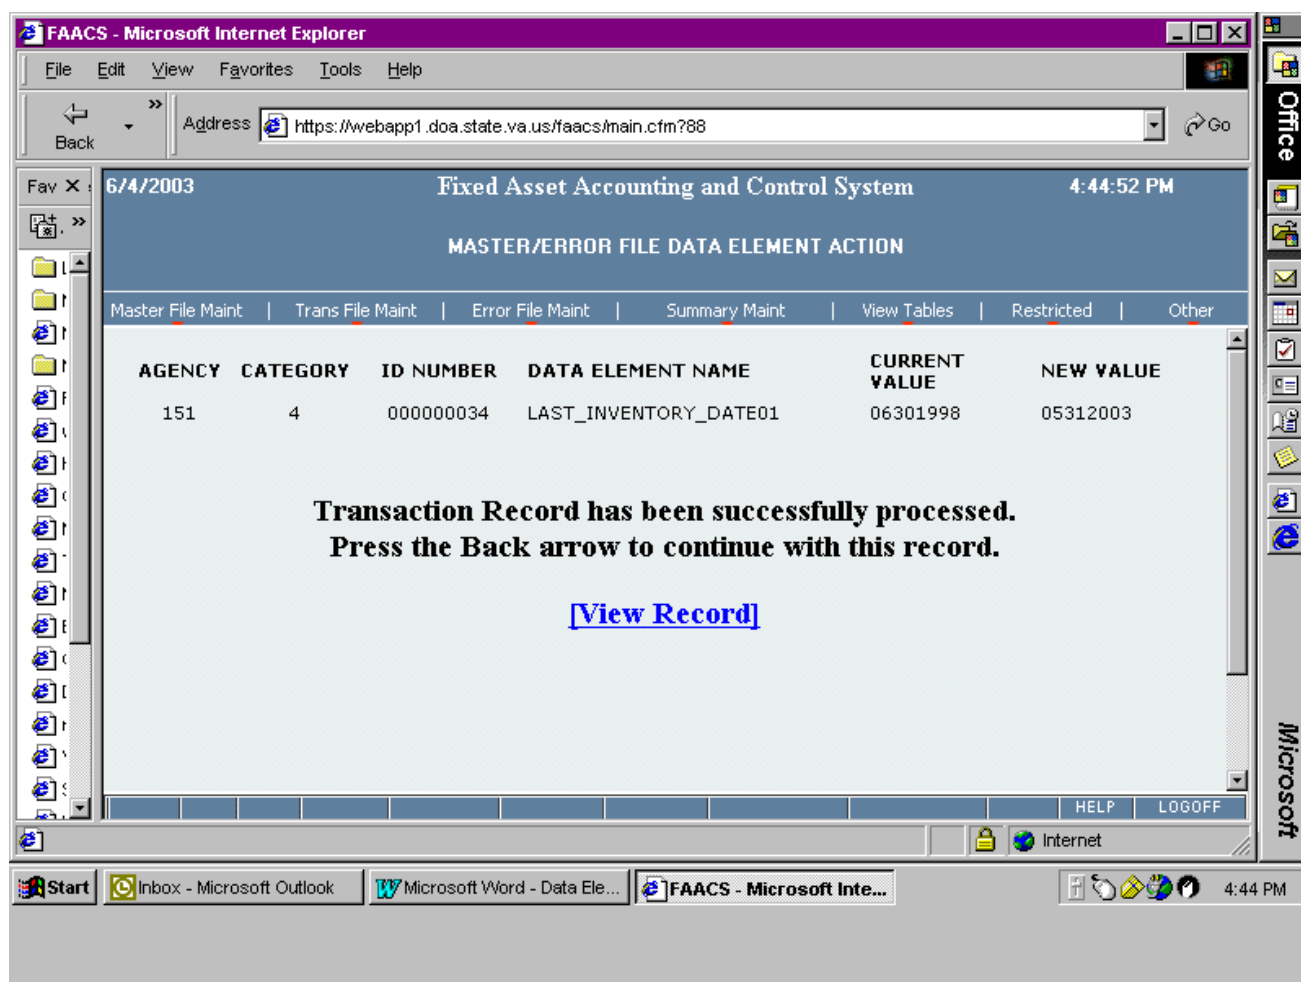 FAACS - Microsoft Internet Explorer
File Edit View Favorites Tools Help
Back » Address https://webapp1.doa.state.va.us/faacs/main.cfm?88 Go
Office
Fav
6/4/2003 Fixed Asset Accounting and Control System 4:44:52 PM
MASTER/ERROR FILE DATA ELEMENT ACTION
Master File Maint | Trans File Maint | Error File Maint | Summary Maint | View Tables | Restricted | Other
AGENCY CATEGORY ID NUMBER DATA ELEMENT NAME CURRENT VALUE NEW VALUE
151 4 000000034 LAST_INVENTORY_DATE01 06301998 05312003
Transaction Record has been successfully processed.
Press the Back arrow to continue with this record.
[View Record]
HELP LOGOFF
Microsoft
Internet
Start Inbox - Microsoft Outlook Microsoft Word - Data Ele... FAACS - Microsoft Inte... 4:44 PM